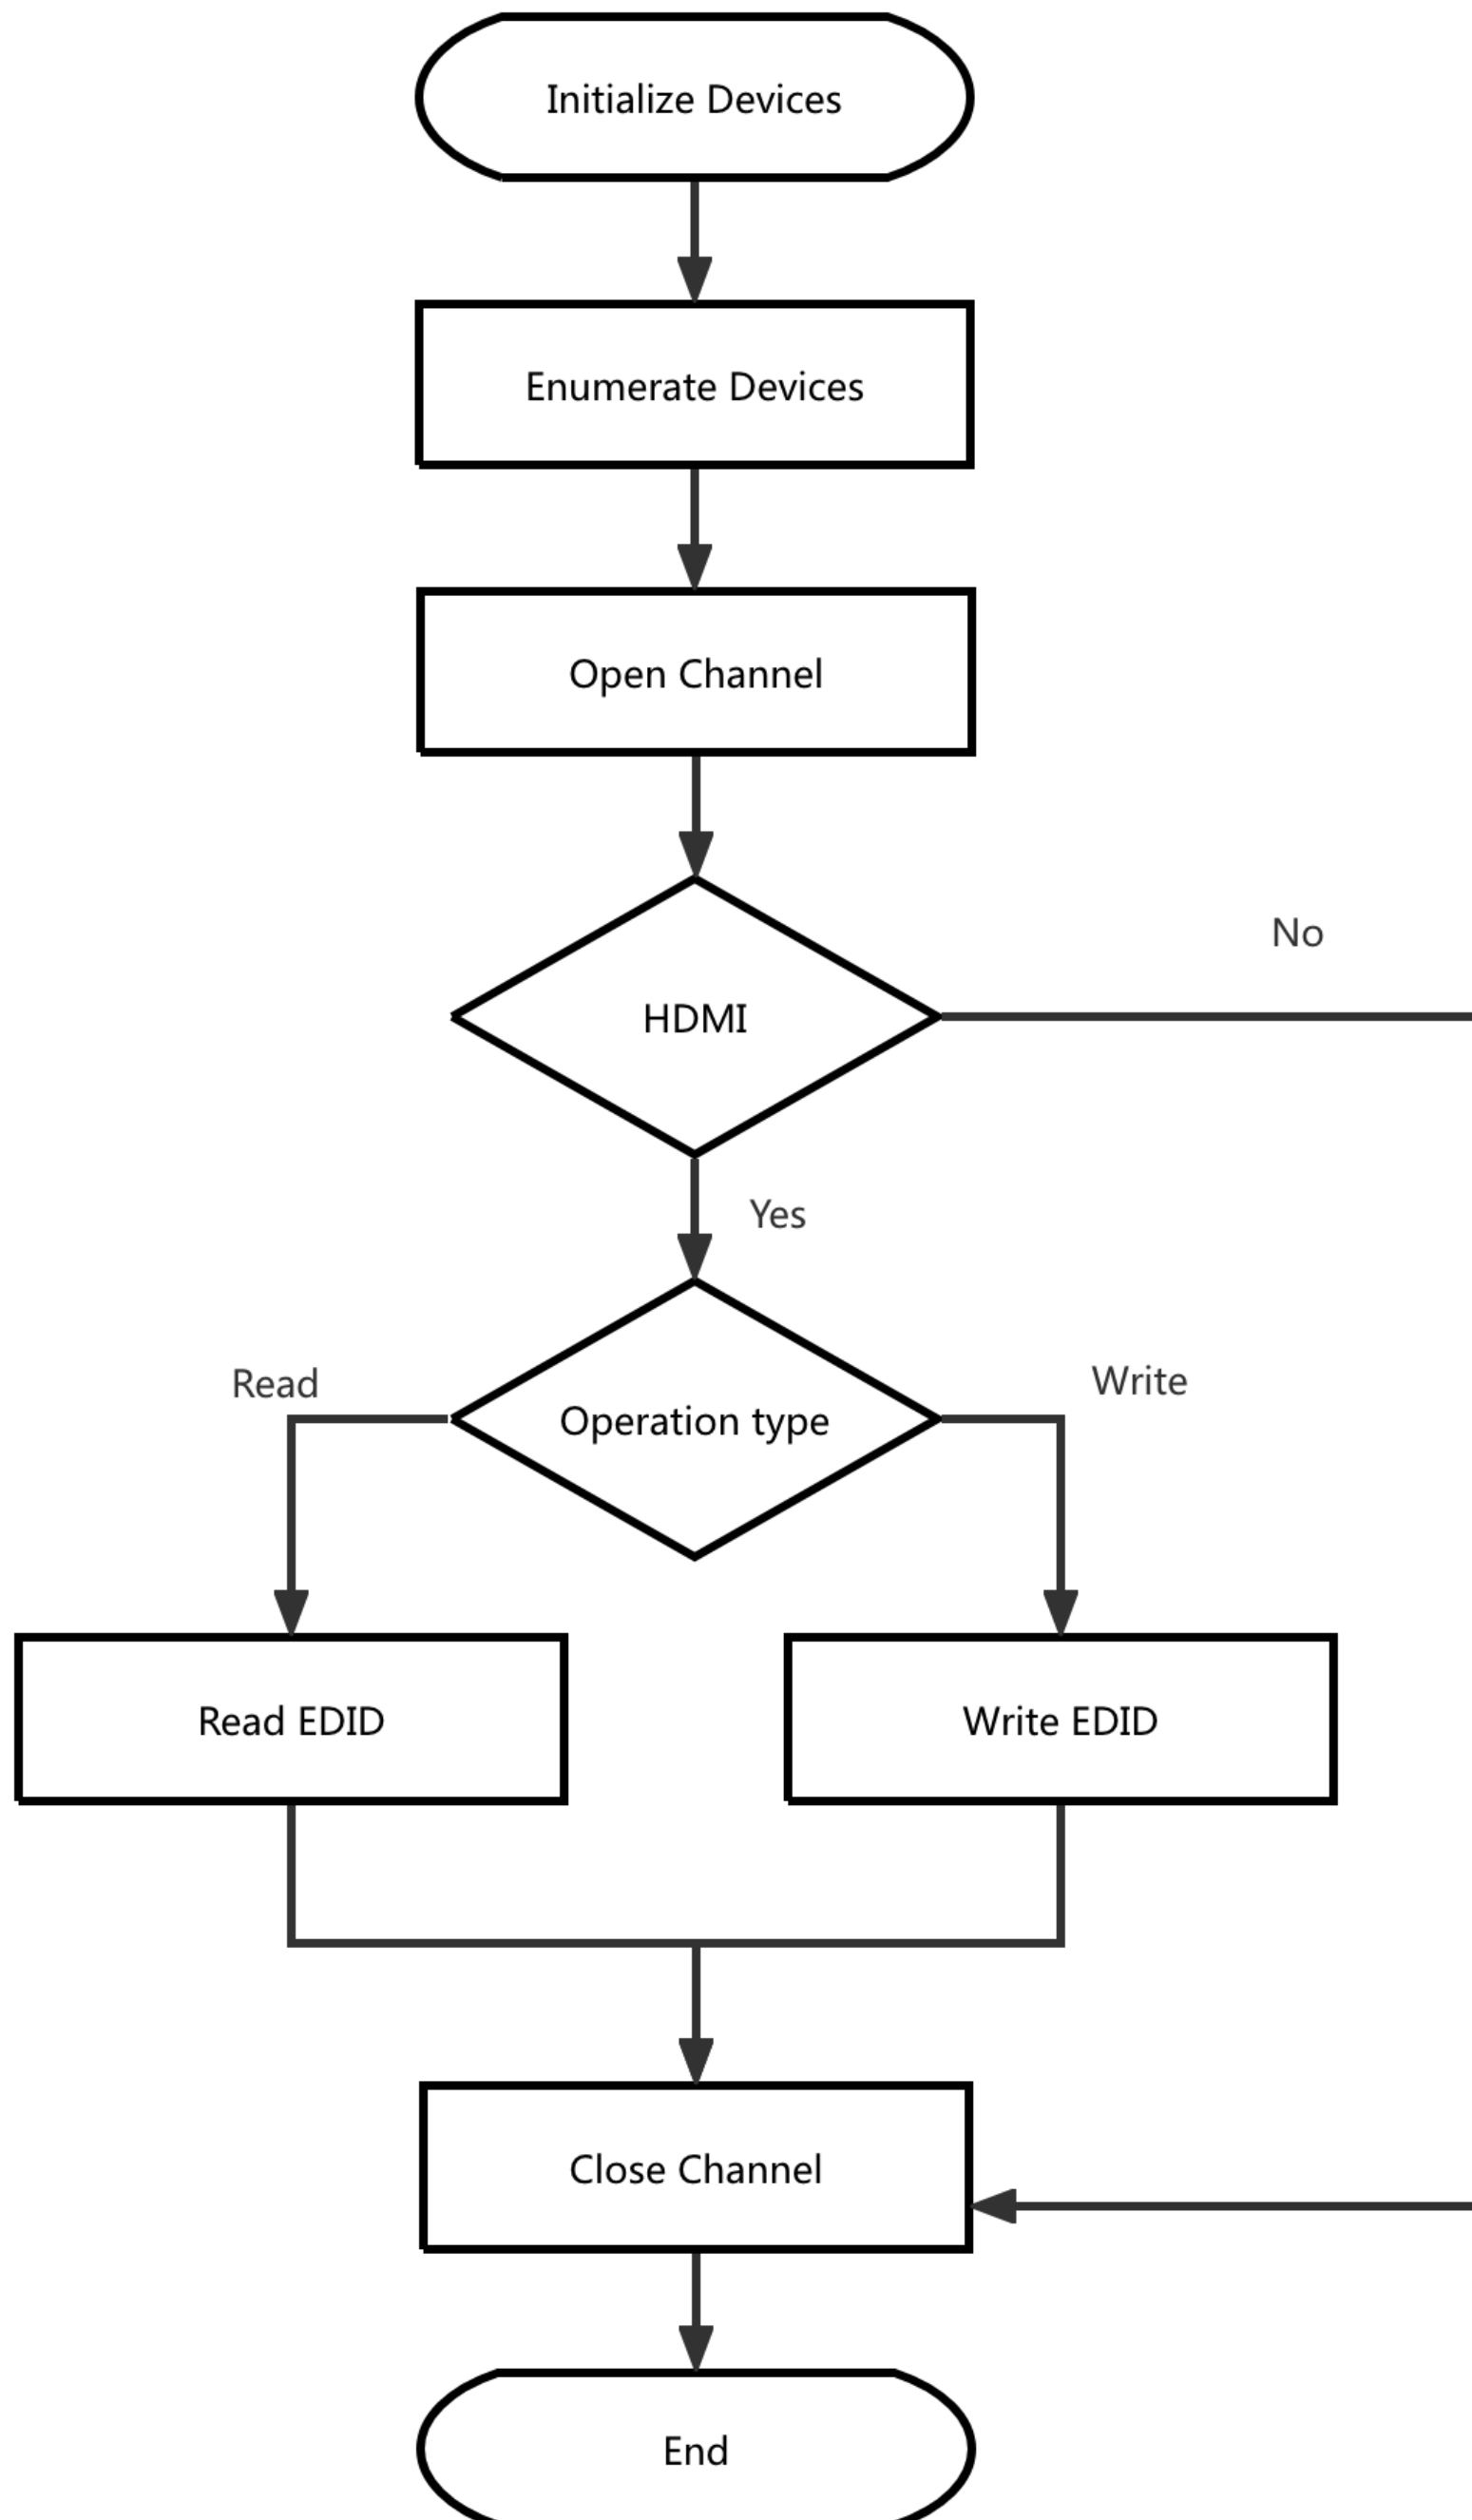 Initialize Devices
Enumerate Devices
Open Channel
No
HDMI
Yes
Read
Write
Operation type
Read EDID
Write EDID
Close Channel
End